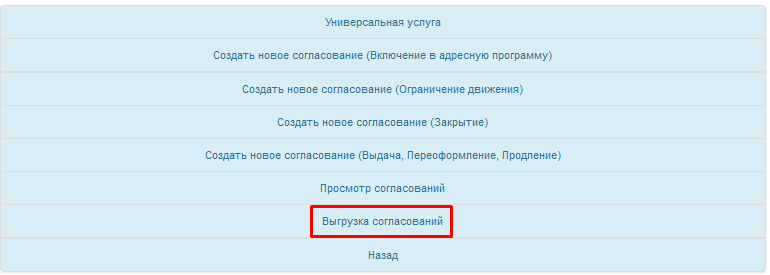 Универсальная услуга
Создать новое согласование (Включение в адресную программу)
Создать новое согласование (Ограничение движения)
Создать новое согласование (Закрытие)
Создать новое согласование (Выдача, Переоформление, Продление)
Просмотр согласований
Выгрузка согласований
Назад